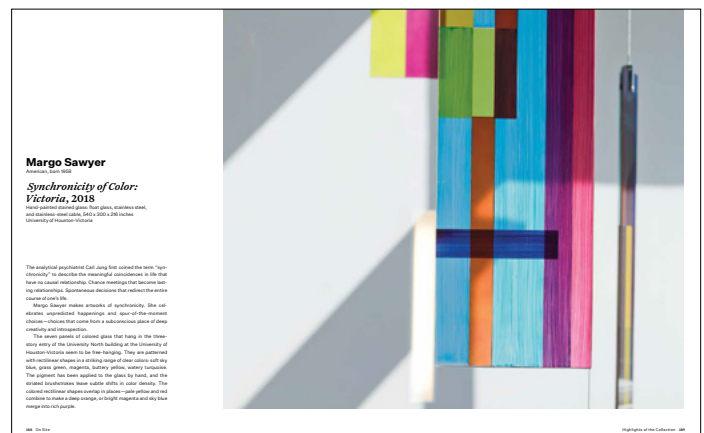 Margo Sawyer
American, born 1958
Synchronicity of Color:
Victoria, 2018
Hand-painted stained glass: float glass, stainless steel,
and stainless-steel cable, 540 x 300 x 216 inches
University of Houston-Victoria
The analytical psychiatrist Carl Jung first coined the term "syn-
chronicity" to describe the meaningful coincidences in life that
have no causal relationship. Chance meetings that become last-
ing relationships. Spontaneous decisions that redirect the entire
course of one's life.
Margo Sawyer makes artworks of synchronicity. She cel-
ebrates unpredicted happenings and spur-of-the-moment
choices—choices that come from a subconscious place of deep
creativity and introspection.
The seven panels of colored glass that hang in the three-
story entry of the University North building at the University of
Houston-Victoria seem to be free-hanging. They are patterned
with rectilinear shapes in a striking range of clear colors: soft sky
blue, grass green, magenta, buttery yellow, watery turquoise.
The pigment has been applied to the glass by hand, and the
striated brushstrokes leave subtle shifts in color density. The
colored rectilinear shapes overlap in places—pale yellow and red
combine to make a deep orange, or bright magenta and sky blue
merge into rich purple.
On Site
Highlights of the Collection